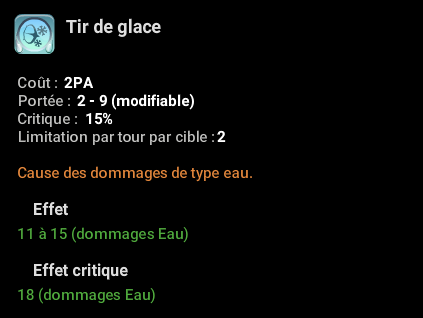 Tir de glace
Coût : 2PA
Portée : 2 - 9 (modifiable)
Critique : 15%
Limitation par tour par cible : 2
Cause des dommages de type eau.
Effet
11 à 15 (dommages Eau)
Effet critique
18 (dommages Eau)